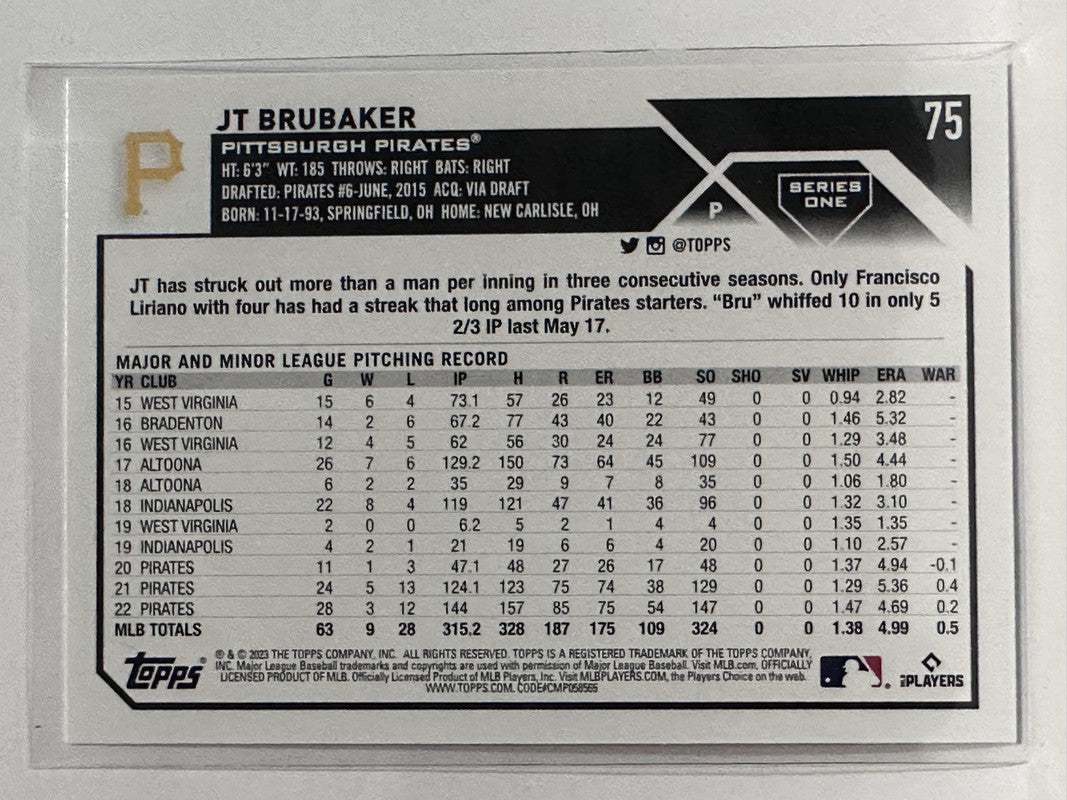 JT BRUBAKER
75
PITTSBURGH PIRATES®
HT: 6'3" WT: 185 THROWS: RIGHT BATS: RIGHT
DRAFTED: PIRATES #6-JUNE, 2015 ACQ: VIA DRAFT
BORN: 11-17-93, SPRINGFIELD, OH HOME: NEW CARLISLE, OH
P
P
SERIES
ONE
@TOPPS
JT has struck out more than a man per inning in three consecutive seasons. Only Francisco
Liriano with four has had a streak that long among Pirates starters. “Bru” whiffed 10 in only 5
2/3 IP last May 17.
MAJOR AND MINOR LEAGUE PITCHING RECORD
YR CLUB G W L IP H R ER BB SO SHO SV WHIP ERA WAR
15 WEST VIRGINIA 15 6 4 73.1 57 26 23 12 49 0 0 0.94 2.82 -
16 BRADENTON 14 2 6 67.2 77 43 40 22 43 0 0 1.46 5.32 -
16 WEST VIRGINIA 12 4 5 62 56 30 24 24 77 0 0 1.29 3.48 -
17 ALTOONA 26 7 6 129.2 150 73 64 45 109 0 0 1.50 4.44 -
18 ALTOONA 6 2 2 35 29 9 7 8 35 0 0 1.06 1.80 -
18 INDIANAPOLIS 22 8 4 119 121 47 41 36 96 0 0 1.32 3.10 -
19 WEST VIRGINIA 2 0 0 6.2 5 2 1 4 4 0 0 1.35 1.35 -
19 INDIANAPOLIS 4 2 1 21 19 6 6 4 20 0 0 1.10 2.57 -
20 PIRATES 11 1 3 47.1 48 27 26 17 48 0 0 1.37 4.94 -0.1
21 PIRATES 24 5 13 124.1 123 75 74 38 129 0 0 1.29 5.36 0.4
22 PIRATES 28 3 12 144 157 85 75 54 147 0 0 1.47 4.69 0.2
MLB TOTALS 63 9 28 315.2 328 187 175 109 324 0 0 1.38 4.99 0.5
® & © 2023 THE TOPPS COMPANY, INC. ALL RIGHTS RESERVED. TOPPS IS A REGISTERED TRADEMARK OF THE TOPPS COMPANY,
INC. Major League Baseball trademarks and copyrights are used with permission of Major League Baseball. Visit MLB.com. OFFICIALLY
LICENSED PRODUCT OF MLB. Officially Licensed Product of MLB Players, Inc. Visit MLBPLAYERS.COM, the Players Choice on the web.
WWW.TOPPS.COM. CODE#CMP058565
TOPPS®
MLB PLAYERS